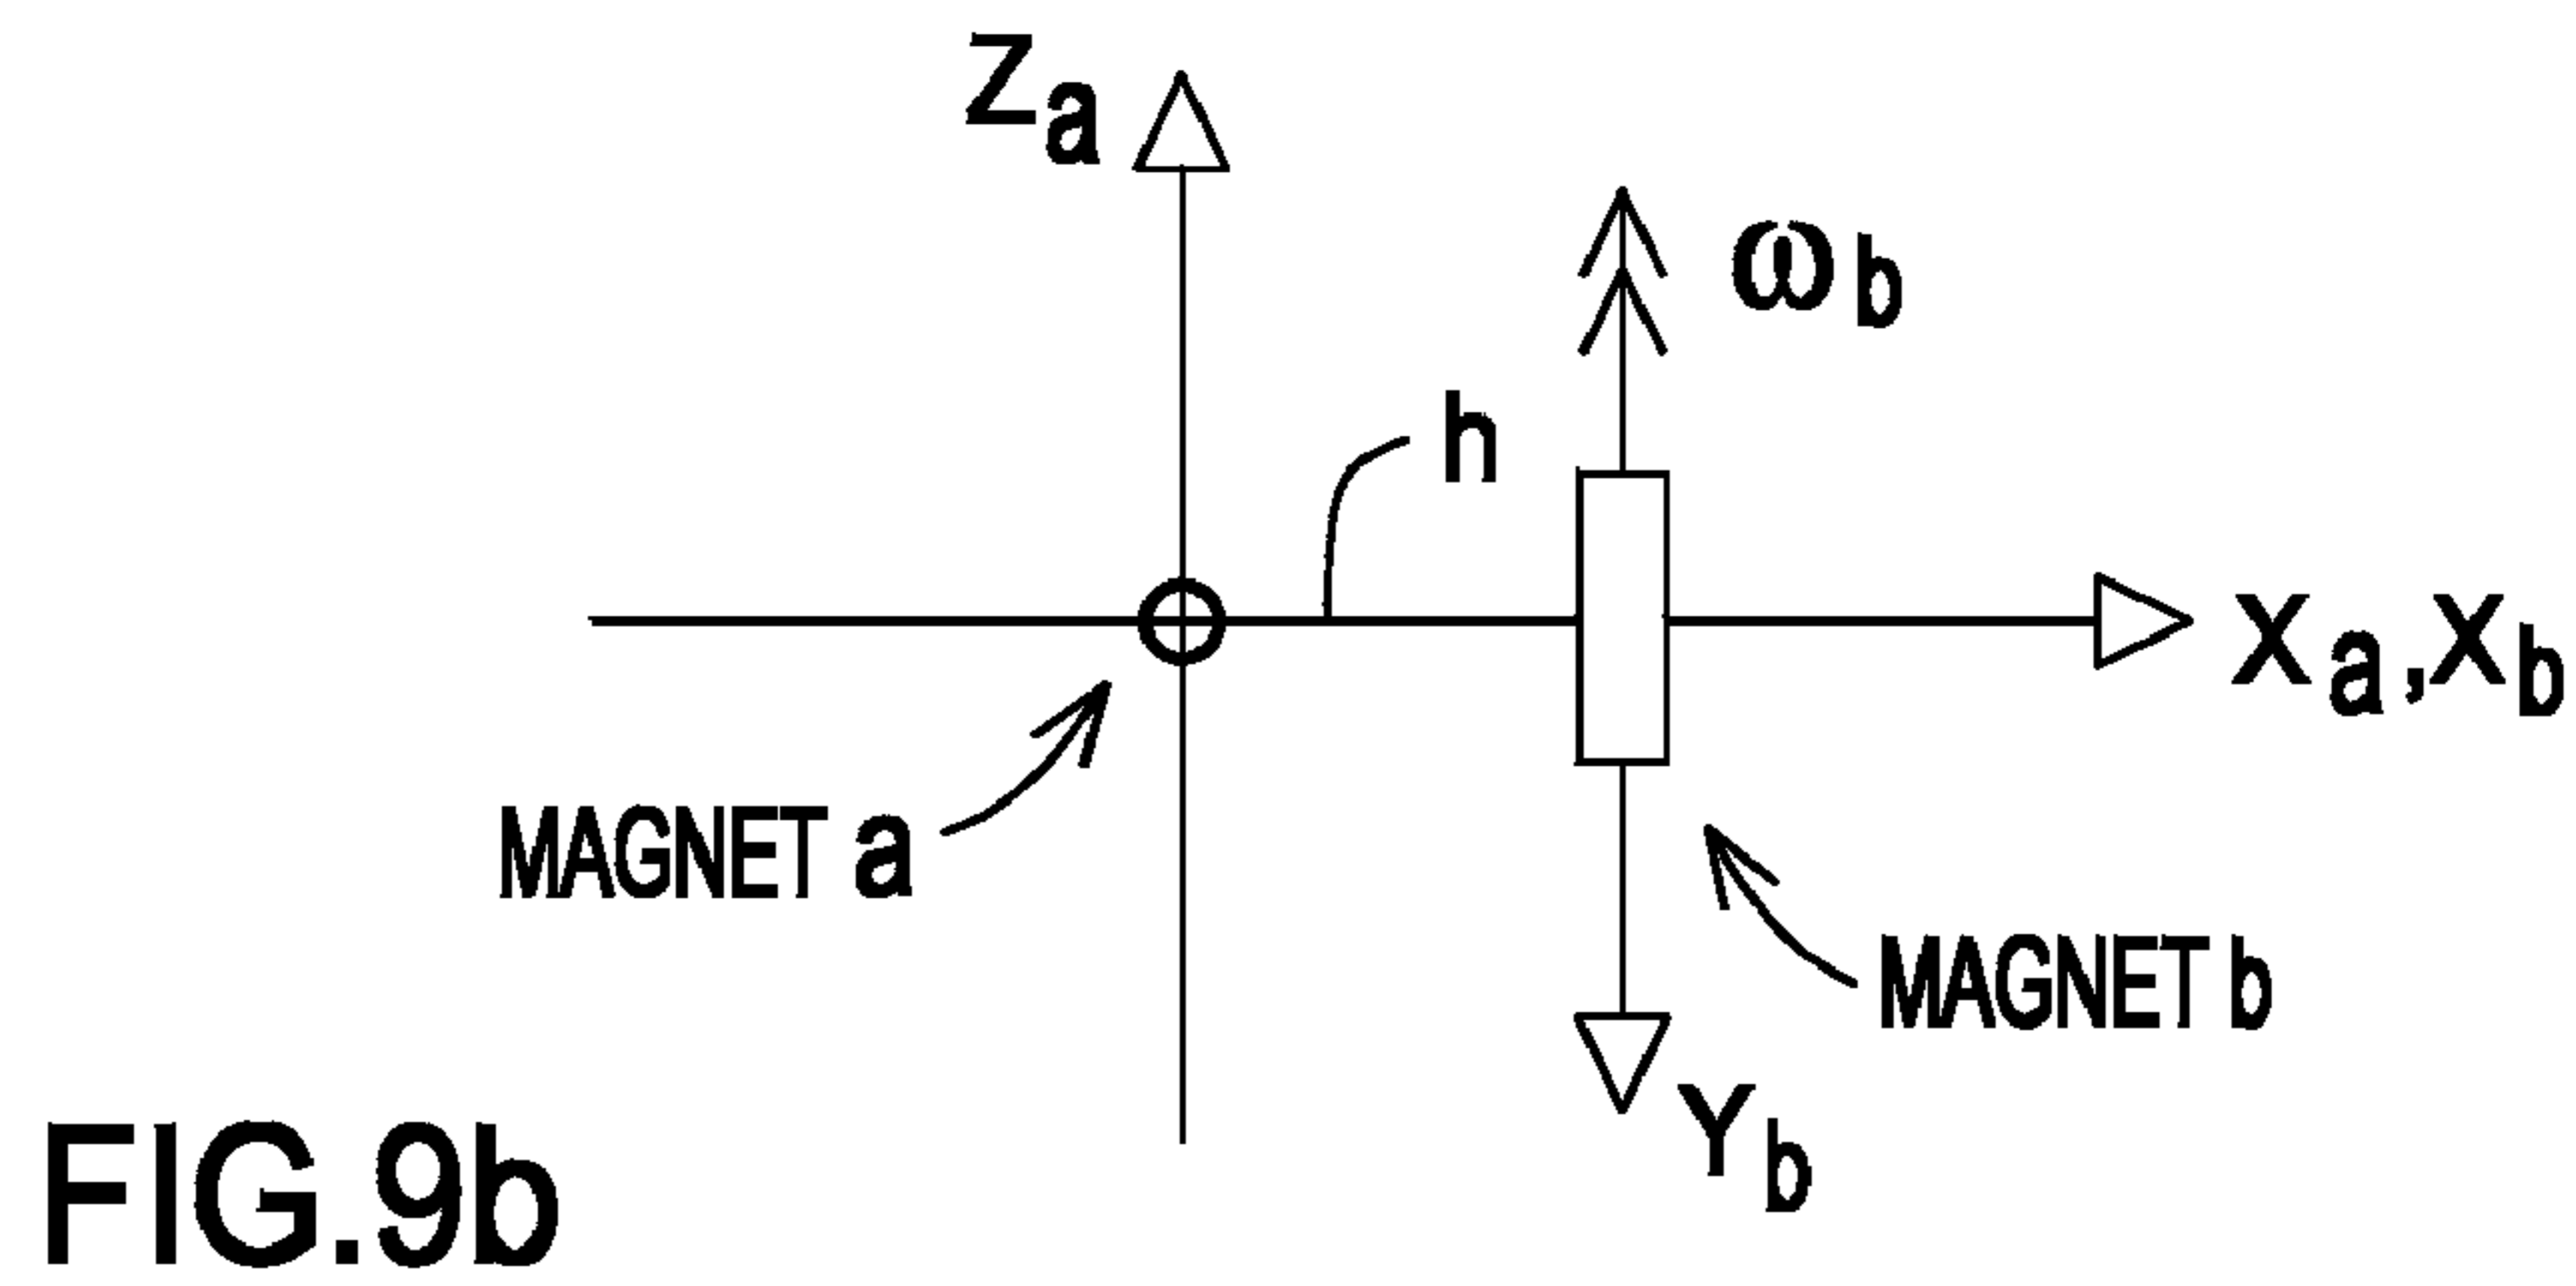 Za
ωb
h
Xa,Xb
MAGNET a
MAGNET b
Yb
FIG.9b